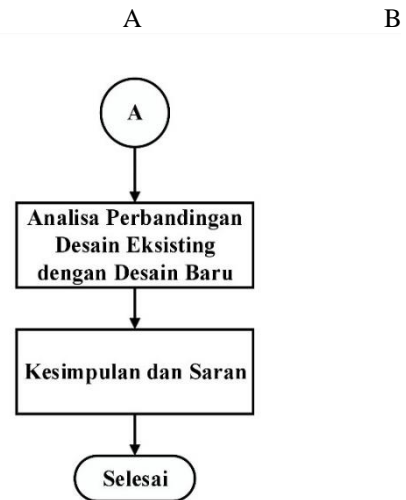 A B
A
Analisa Perbandingan
Desain Eksisting
dengan Desain Baru
Kesimpulan dan Saran
Selesai